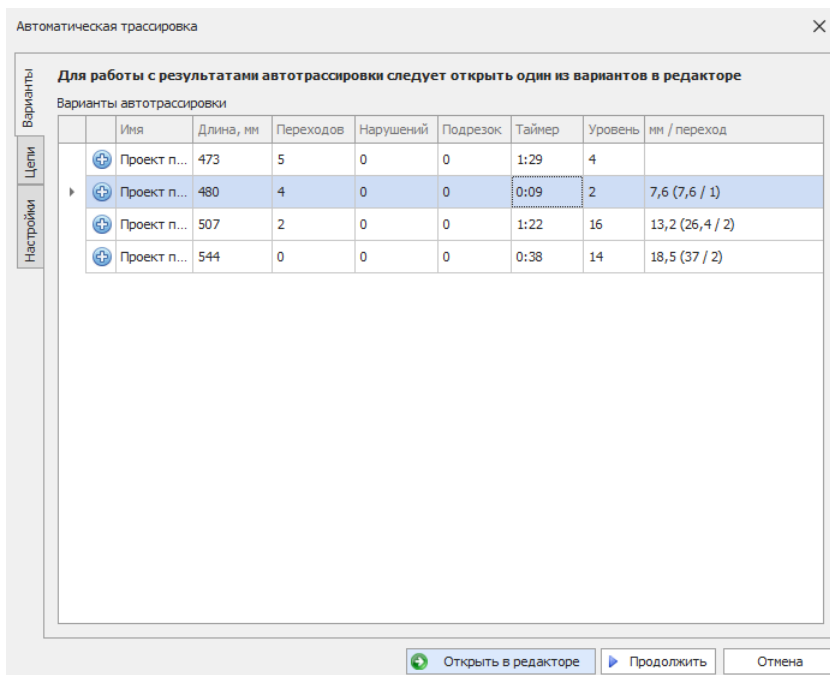 Автоматическая трассировка
Варианты
Цепи
Настройки
Для работы с результатами автотрассировки следует открыть один из вариантов в редакторе
Варианты автотрассировки
Имя Длина, мм Переходов Нарушений Подрезок Таймер Уровень мм / переход
Проект п... 473 5 0 0 1:29 4
Проект п... 480 4 0 0 0:09 2 7,6 (7,6 / 1)
Проект п... 507 2 0 0 1:22 16 13,2 (26,4 / 2)
Проект п... 544 0 0 0 0:38 14 18,5 (37 / 2)
Открыть в редакторе Продолжить Отмена